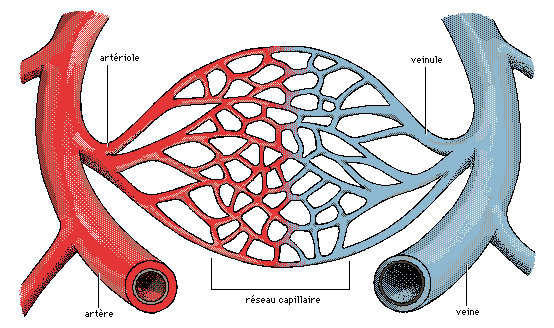 artériole
veinule
réseau capillaire
artère
veine